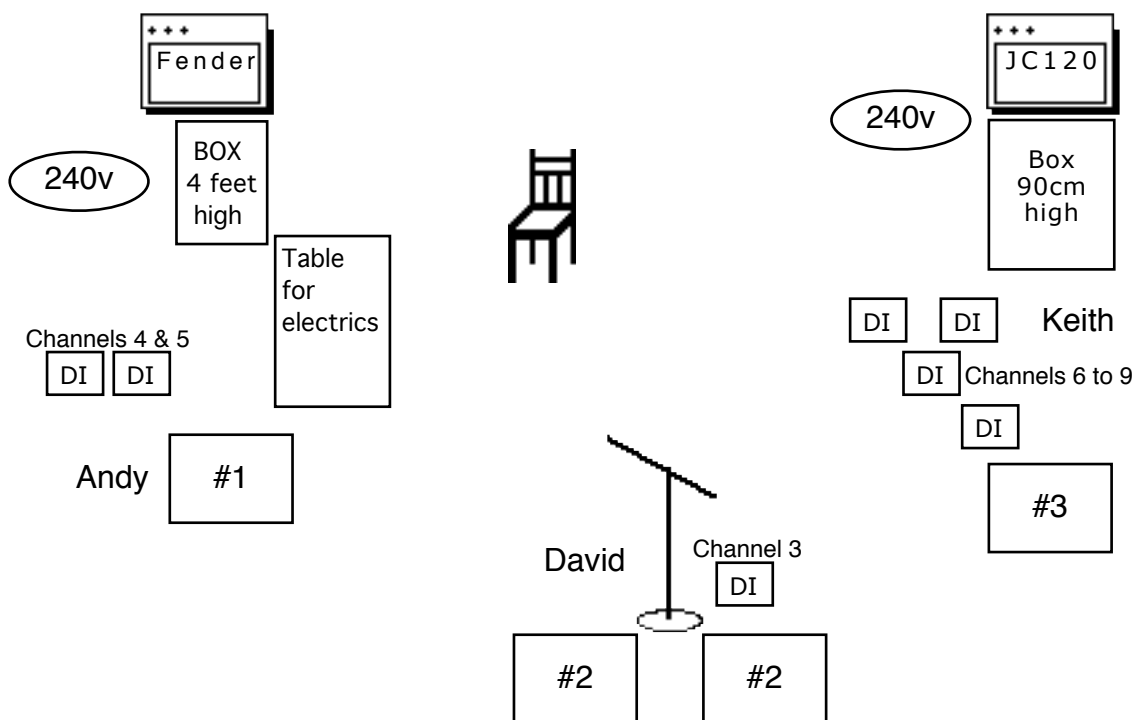 + + +
Fender
+ + +
JC120
240v
BOX
4 feet
high
240v
Box
90cm
high
Table
for
electrics
Channels 4 & 5
DI DI
DI DI Keith
DI Channels 6 to 9
DI
Andy #1
#3
David
Channel 3
DI
#2 #2